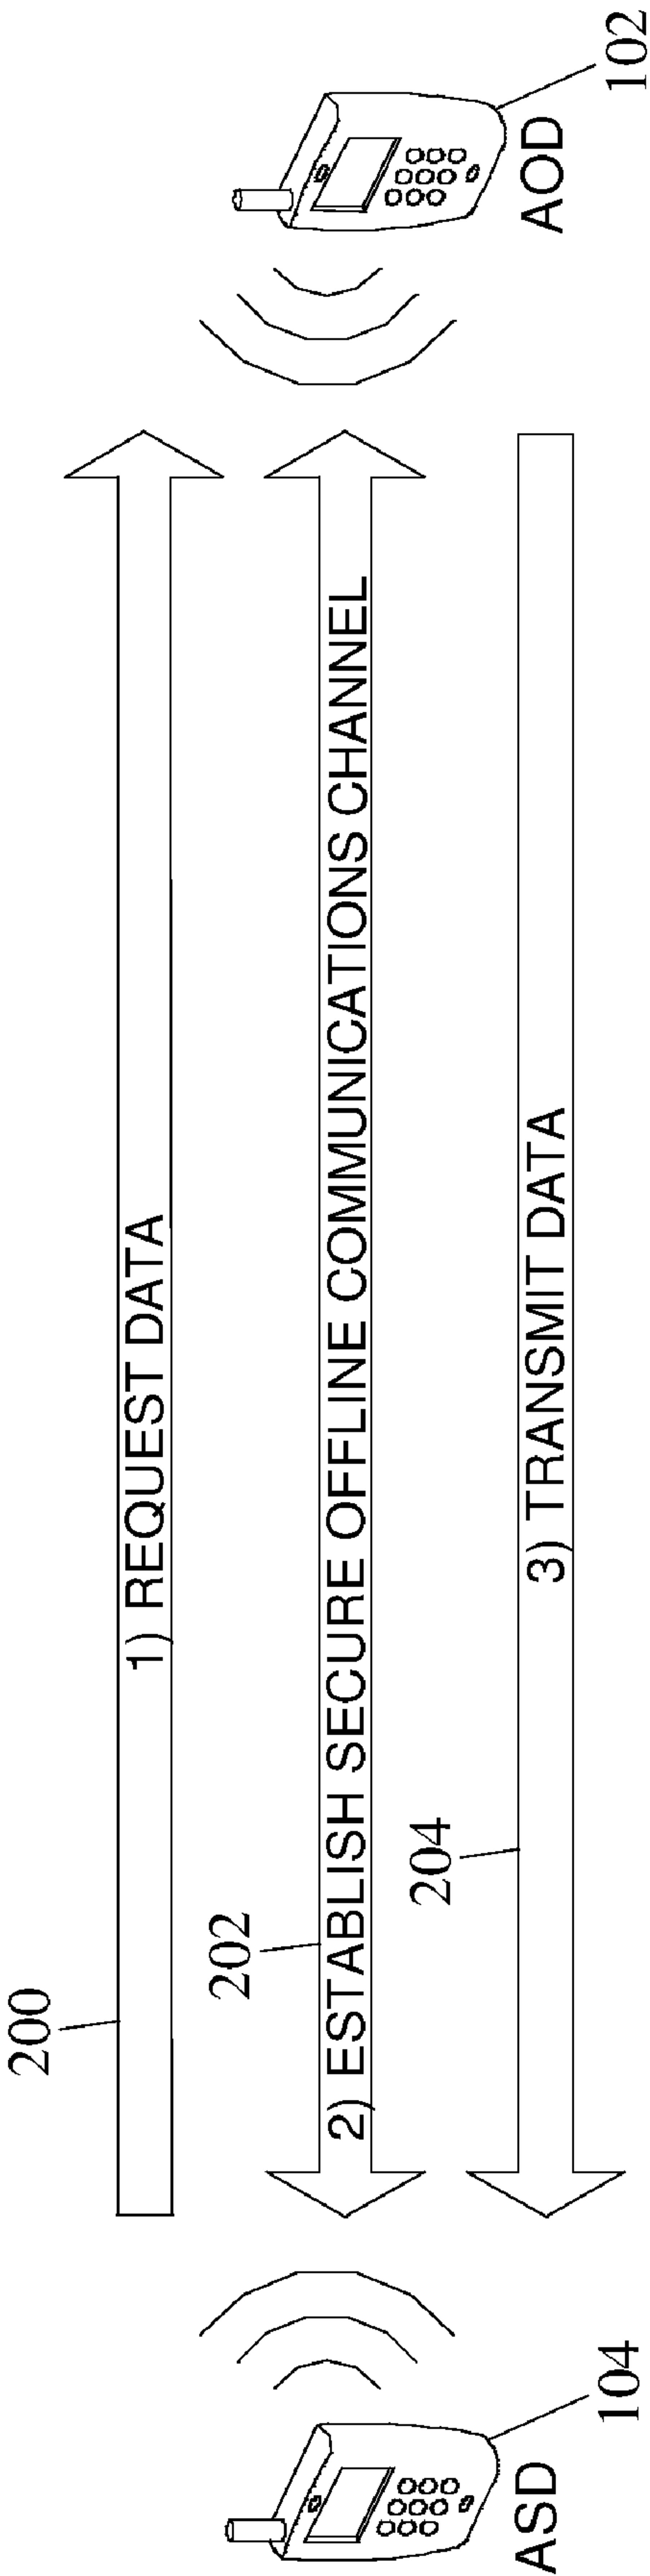 200
1) REQUEST DATA
202
2) ESTABLISH SECURE OFFLINE COMMUNICATIONS CHANNEL
204
3) TRANSMIT DATA
104
ASD
102
AOD